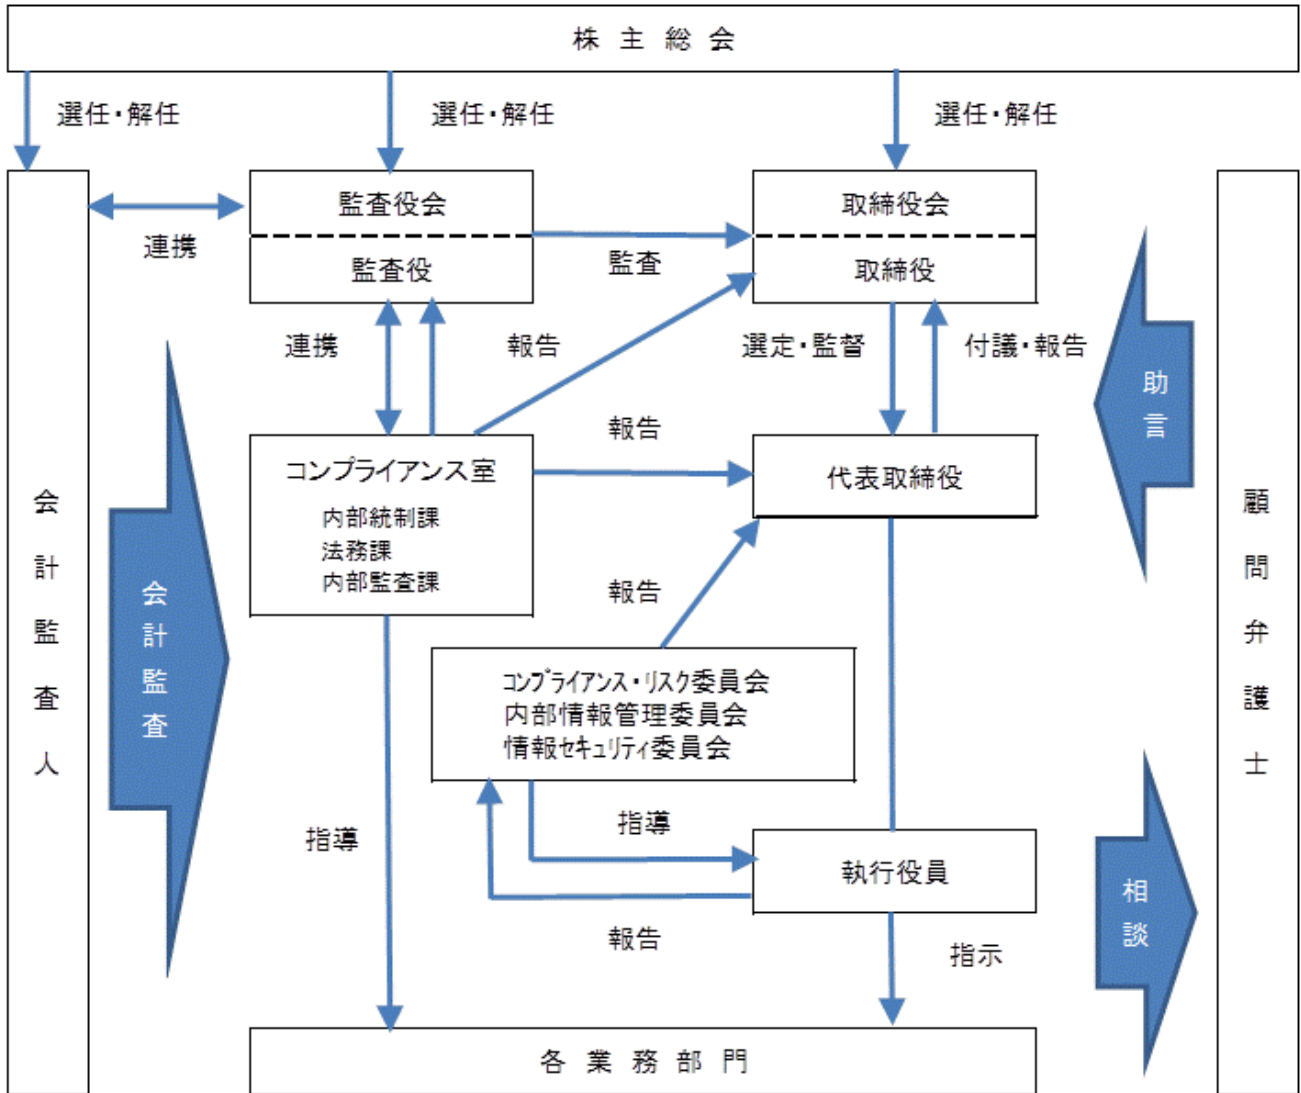 株主総会
選任・解任
選任・解任
選任・解任
監査役会
監査役
取締役会
取締役
連携
監査
連携
報告
選定・監督
付議・報告
助言
報告
コンプライアンス室
内部統制課
法務課
内部監査課
代表取締役
会計監査人
会計監査
顧問弁護士
報告
コンプライアンス・リスク委員会
内部情報管理委員会
情報セキュリティ委員会
指導
指導
執行役員
相談
報告
指示
各業務部門